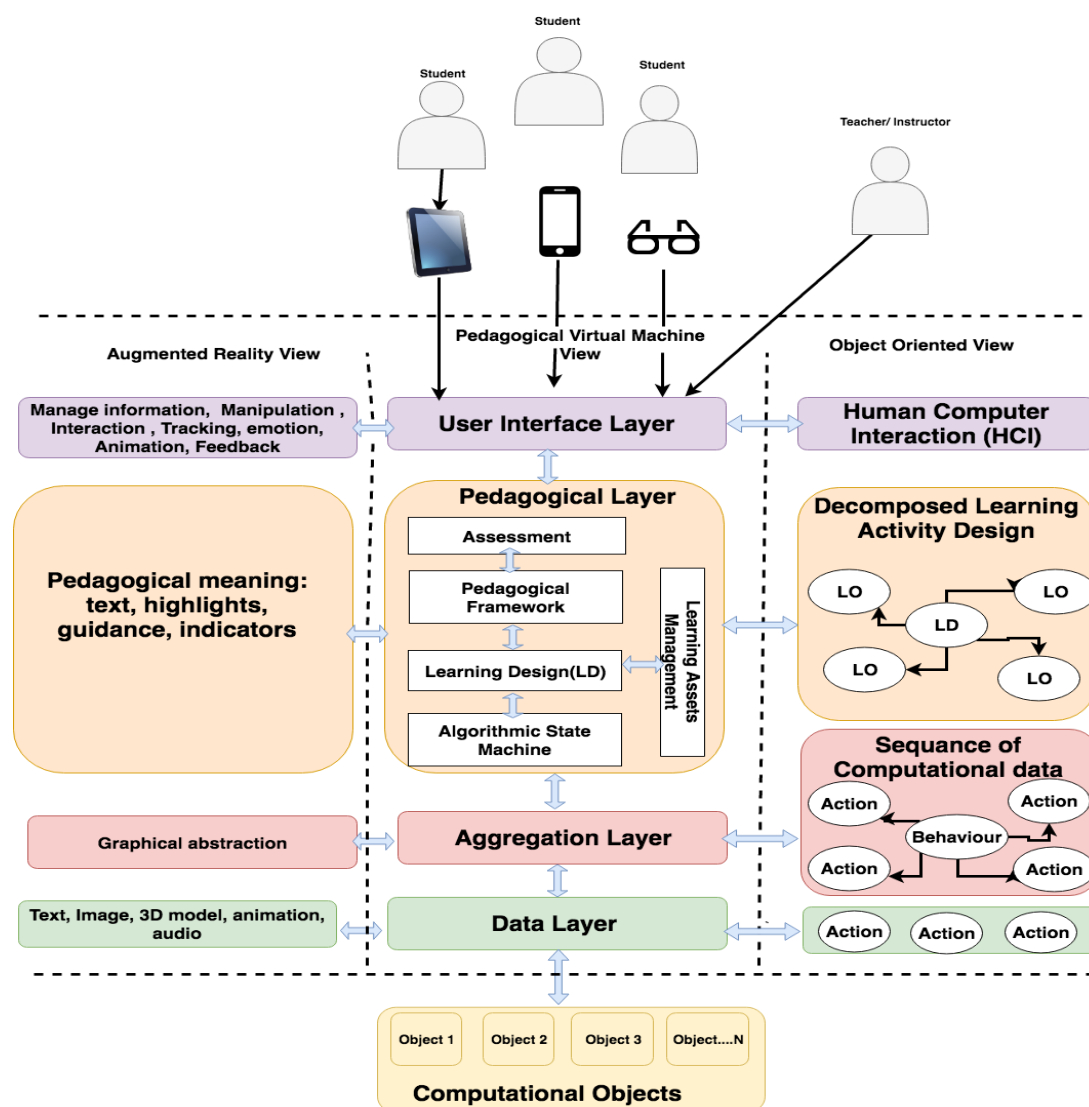 Student
Student
Student
Teacher/ Instructor
Pedagogical Virtual Machine
View
Augmented Reality View
Object Oriented View
Manage information, Manipulation ,
Interaction , Tracking, emotion,
Animation, Feedback
User Interface Layer
Human Computer
Interaction (HCI)
Pedagogical meaning:
text, highlights,
guidance, indicators
Pedagogical Layer
Assessment
Pedagogical
Framework
Learning Design(LD)
Algorithmic State
Machine
Learning Assets
Management
Decomposed Learning
Activity Design
LO
LO
LD
LO
LO
Sequance of
Computational data
Action
Action
Behaviour
Action
Action
Graphical abstraction
Aggregation Layer
Text, Image, 3D model, animation,
audio
Data Layer
Action
Action
Action
Object 1
Object 2
Object 3
Object....N
Computational Objects